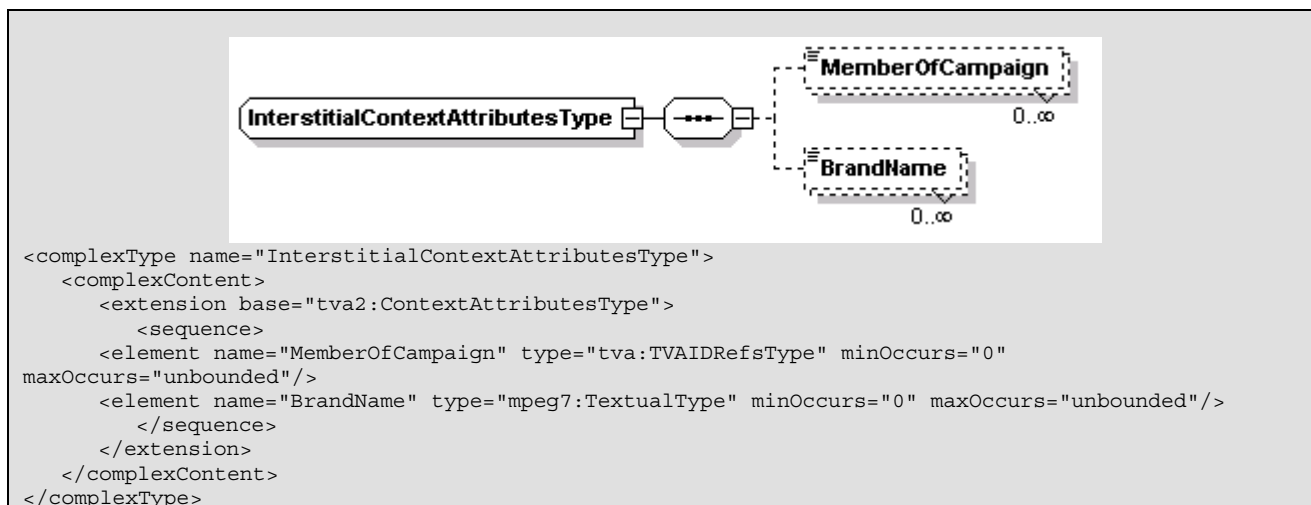 MemberOfCampaign
InterstitialContextAttributesType
0..∞
BrandName
0..∞
<complexType name="InterstitialContextAttributesType">
   <complexContent>
      <extension base="tva2:ContextAttributesType">
         <sequence>
      <element name="MemberOfCampaign" type="tva:TVAIDRefsType" minOccurs="0"
maxOccurs="unbounded"/>
      <element name="BrandName" type="mpeg7:TextualType" minOccurs="0" maxOccurs="unbounded"/>
         </sequence>
      </extension>
   </complexContent>
</complexType>